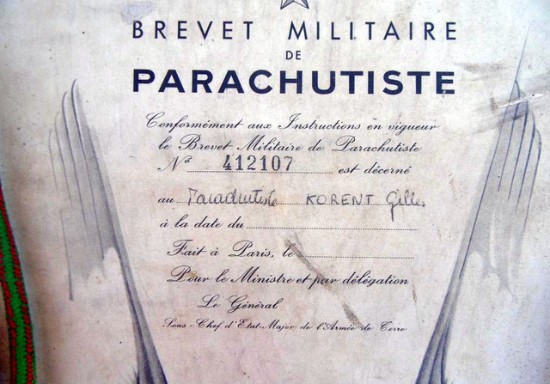 BREVET MILITAIRE
DE
PARACHUTISTE
Conformément aux Instructions en vigueur
le Brevet Militaire de Parachutiste
N° 412107 est décerné
au Parachutiste KORENT Gilles
à la date du
Fait à Paris, le
Pour le Ministre et par délégation
Le Général
Sous-Chef d'Etat-Major de l'Armée de Terre